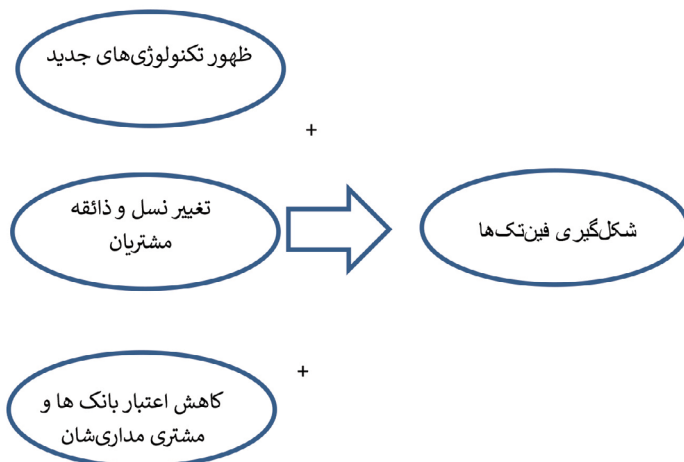 ظهور تکنولوژی‌های جدید
+
تغییر نسل و ذائقه
مشتریان
شکل‌گیری فین‌تک‌ها
+
کاهش اعتبار بانک ها و
مشتری مداری‌شان